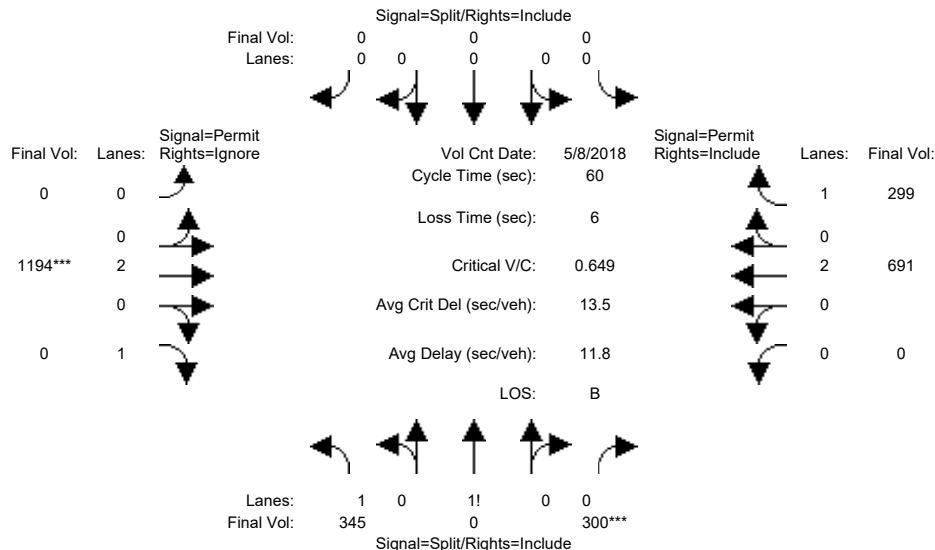 Signal=Split/Rights=Include
Final Vol: 0 0 0
Lanes: 0 0 0 0 0
Signal=Permit
Final Vol: Lanes: Rights=Ignore
Vol Cnt Date: 5/8/2018
Signal=Permit
Rights=Include Lanes: Final Vol:
Cycle Time (sec): 60
0 0
1 299
Loss Time (sec): 6
0
0
1194*** 2
Critical V/C: 0.649
2 691
0
Avg Crit Del (sec/veh): 13.5
0
0 1
Avg Delay (sec/veh): 11.8
0 0
LOS: B
Lanes: 1 0 1! 0 0
Final Vol: 345 0 300***
Signal=Split/Rights=Include